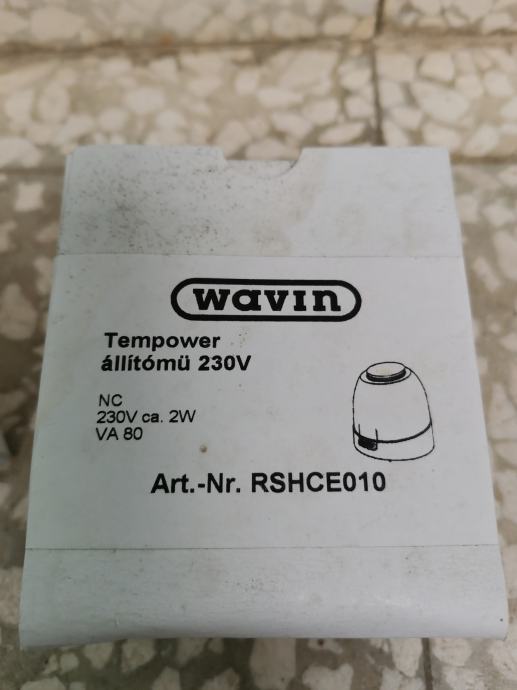 wavin
Tempower
állítómü 230V
NC
230V ca. 2W
VA 80
Art.-Nr. RSHCE010